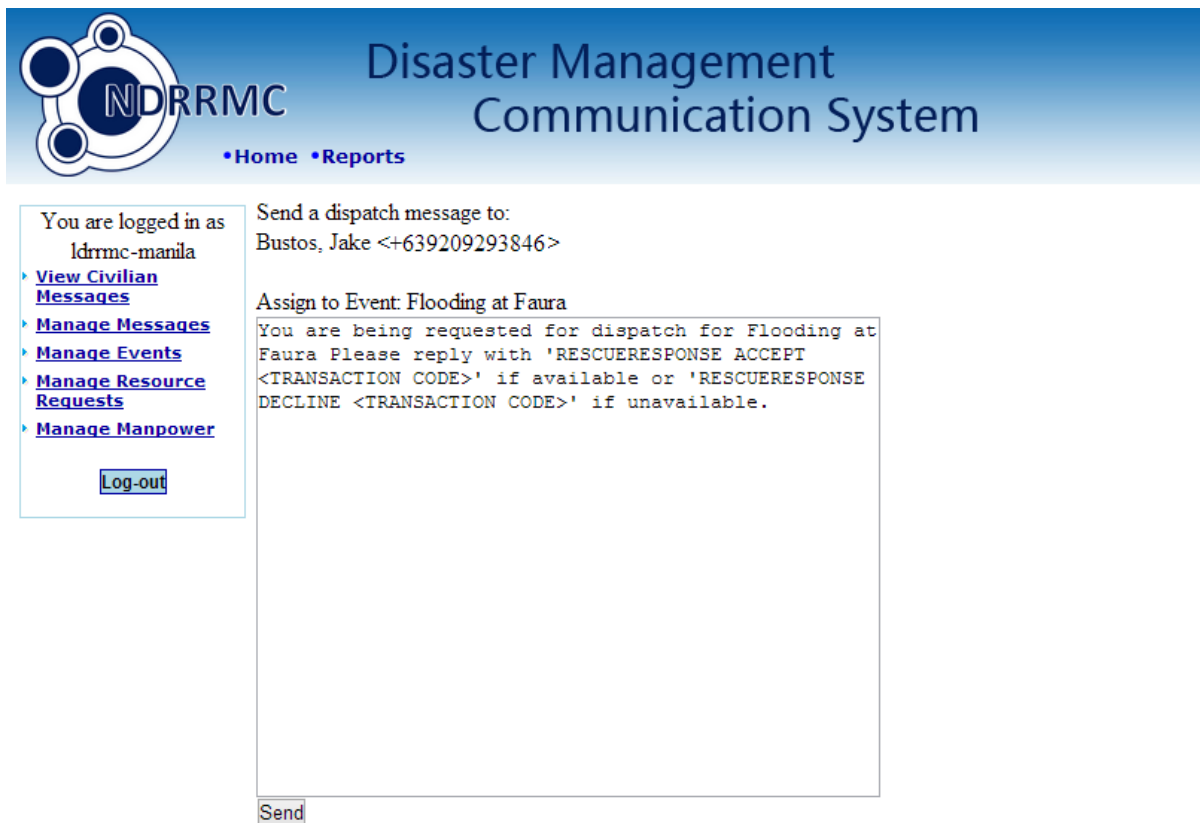 NDRRMC
Disaster Management
Communication System
•Home •Reports
You are logged in as
ldrrmc-manila
View Civilian
Messages
Manage Messages
Manage Events
Manage Resource
Requests
Manage Manpower
Log-out
Send a dispatch message to:
Bustos, Jake <+639209293846>
Assign to Event: Flooding at Faura
You are being requested for dispatch for Flooding at
Faura Please reply with 'RESCUERESPONSE ACCEPT
<TRANSACTION CODE>' if available or 'RESCUERESPONSE
DECLINE <TRANSACTION CODE>' if unavailable.
Send